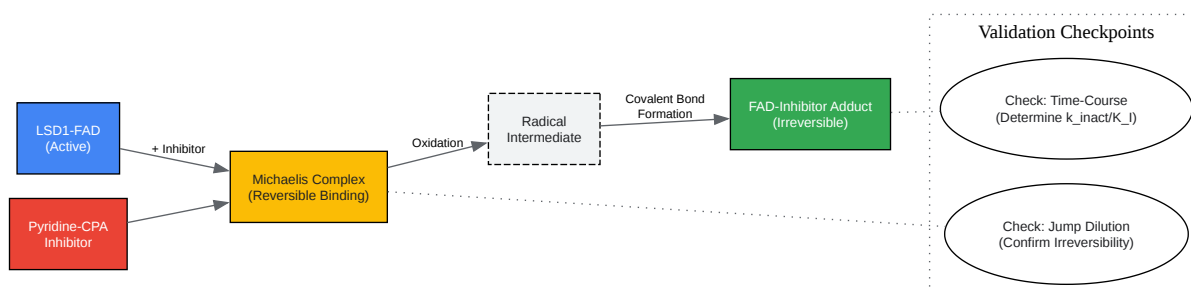 LSD1-FAD
(Active)
Pyridine-CPA
Inhibitor
+ Inhibitor
Michaelis Complex
(Reversible Binding)
Oxidation
Radical
Intermediate
Covalent Bond
Formation
FAD-Inhibitor Adduct
(Irreversible)
Validation Checkpoints
Check: Time-Course
(Determine k_inact/K_I)
Check: Jump Dilution
(Confirm Irreversibility)